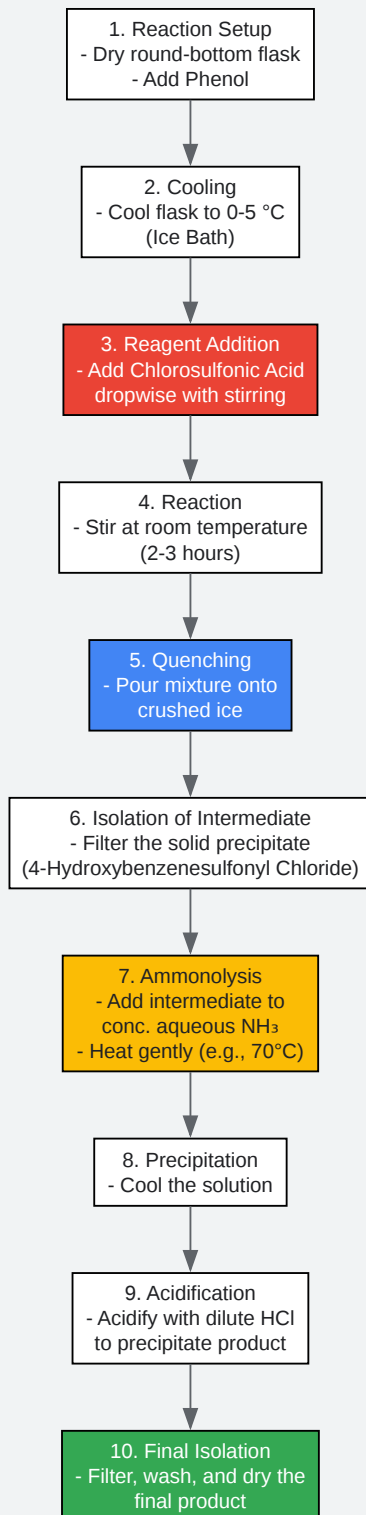 1. Reaction Setup
- Dry round-bottom flask
- Add Phenol
2. Cooling
- Cool flask to 0-5 °C
(Ice Bath)
3. Reagent Addition
- Add Chlorosulfonic Acid
dropwise with stirring
4. Reaction
- Stir at room temperature
(2-3 hours)
5. Quenching
- Pour mixture onto
crushed ice
6. Isolation of Intermediate
- Filter the solid precipitate
(4-Hydroxybenzenesulfonyl Chloride)
7. Ammonolysis
- Add intermediate to
conc. aqueous NH₃
- Heat gently (e.g., 70°C)
8. Precipitation
- Cool the solution
9. Acidification
- Acidify with dilute HCl
to precipitate product
10. Final Isolation
- Filter, wash, and dry the
final product